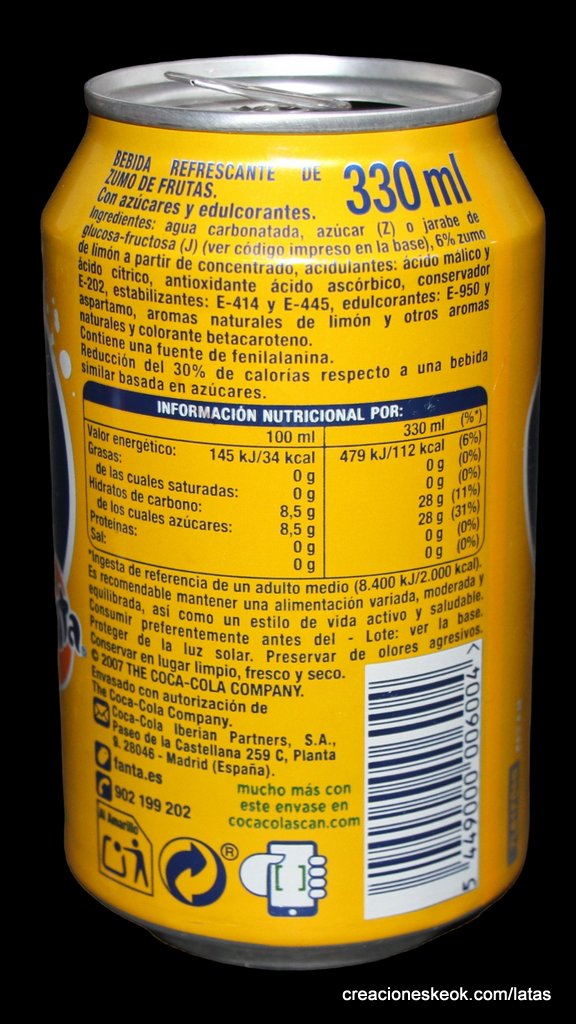 BEBIDA REFRESCANTE DE
ZUMO DE FRUTAS.
330 ml
Con azúcares y edulcorantes.
Ingredientes: agua carbonatada, azúcar (Z) o jarabe de
glucosa-fructosa (J) (ver código impreso en la base), 6% zumo
de limón a partir de concentrado, acidulantes: ácido málico y
ácido cítrico, antioxidante ácido ascórbico, conservador
E-202, estabilizantes: E-414 y E-445, edulcorantes: E-950 y
aspartamo, aromas naturales de limón y otros aromas
naturales y colorante betacaroteno.
Contiene una fuente de fenilalanina.
Reducción del 30% de calorías respecto a una bebida
similar basada en azúcares.
INFORMACIÓN NUTRICIONAL POR:
100 ml 330 ml (%*)
Valor energético: 145 kJ/34 kcal 479 kJ/112 kcal (6%)
Grasas: 0 g 0 g (0%)
de las cuales saturadas: 0 g 0 g (0%)
Hidratos de carbono: 8,5 g 28 g (11%)
de los cuales azúcares: 8,5 g 28 g (31%)
Proteínas: 0 g 0 g (0%)
Sal: 0 g 0 g (0%)
*Ingesta de referencia de un adulto medio (8.400 kJ/2.000 kcal).
Es recomendable mantener una alimentación variada, moderada y
equilibrada, así como un estilo de vida activo y saludable.
Consumir preferentemente antes del - Lote: ver la base.
Proteger de la luz solar. Preservar de olores agresivos.
Conservar en lugar limpio, fresco y seco.
© 2007 THE COCA-COLA COMPANY.
Envasado con autorización de
The Coca-Cola Company.
Coca-Cola Iberian Partners, S.A.,
Paseo de la Castellana 259 C, Planta
9. 28046 - Madrid (España).
fanta.es
902 199 202
mucho más con
este envase en
cocacolascan.com
Al Amarillo
®
5 449000 006004 >
creacioneskeok.com/latas